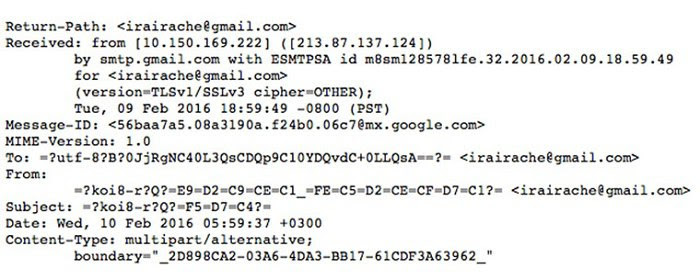 Return-Path: <irairache@gmail.com>
Received: from [10.150.169.222] ([213.87.137.124])
by smtp.gmail.com with ESMTPSA id m8sm128578lfe.32.2016.02.09.18.59.49
for <irairache@gmail.com>
(version=TLSv1/SSLv3 cipher=OTHER);
Tue, 09 Feb 2016 18:59:49 -0800 (PST)
Message-ID: <56baa7a5.08a3190a.f24b0.06c7@mx.google.com>
MIME-Version: 1.0
To: =?utf-8?B?0JjRgNC40L3QsCDQp9C10YDQvdC+0LLQsA==?= <irairache@gmail.com>
From:
=?koi8-r?Q?=E9=D2=C9=CE=C1_=FE=C5=D2=CE=CF=D7=C1?= <irairache@gmail.com>
Subject: =?koi8-r?Q?=F5=D7=C4?=
Date: Wed, 10 Feb 2016 05:59:37 +0300
Content-Type: multipart/alternative;
boundary="_2D898CA2-03A6-4DA3-BB17-61CDF3A63962_"